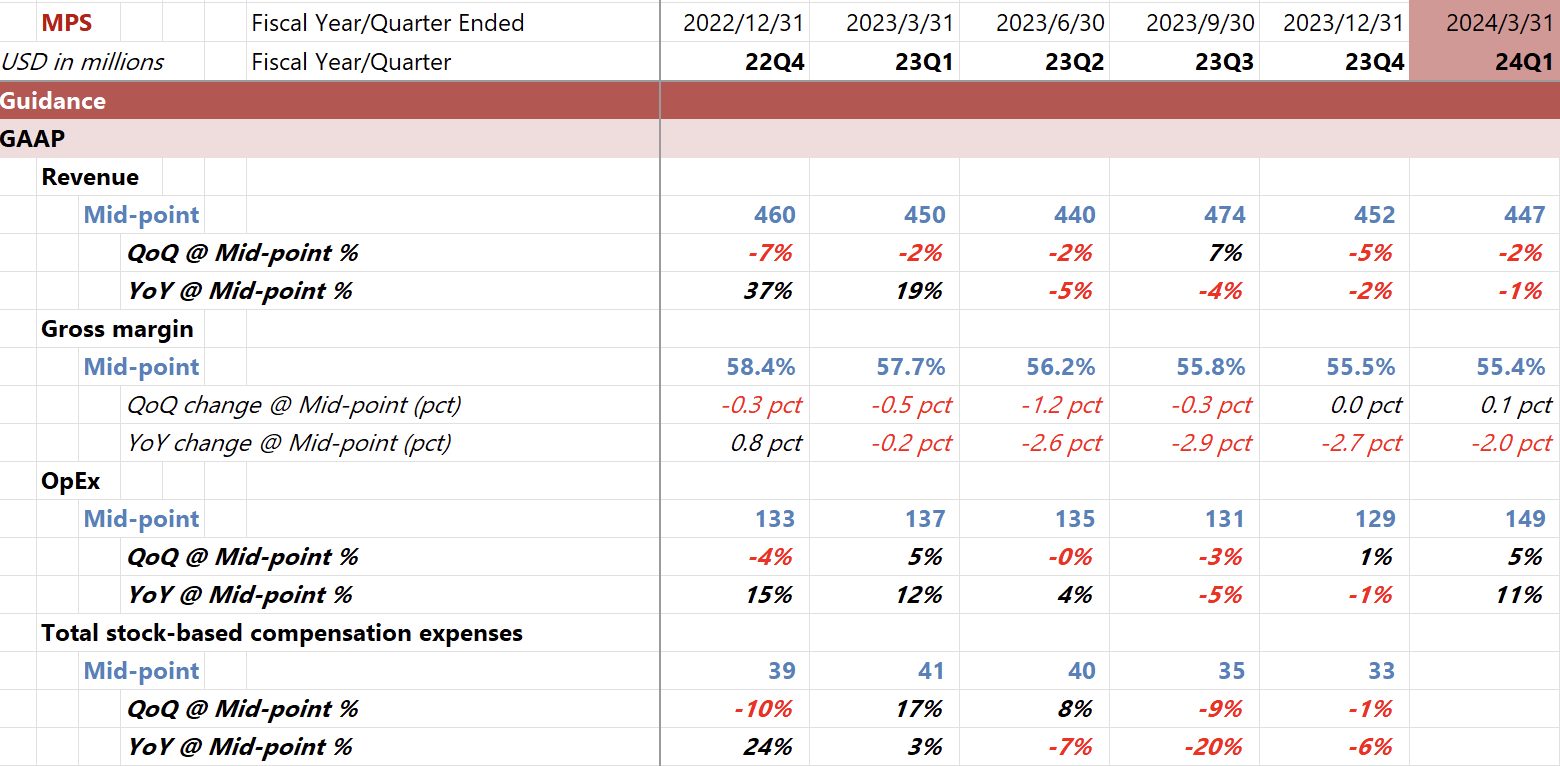 MPS Fiscal Year/Quarter Ended 2022/12/31 2023/3/31 2023/6/30 2023/9/30 2023/12/31 2024/3/31
USD in millions Fiscal Year/Quarter 22Q4 23Q1 23Q2 23Q3 23Q4 24Q1
Guidance
GAAP
Revenue
Mid-point 460 450 440 474 452 447
QoQ @ Mid-point % -7% -2% -2% 7% -5% -2%
YoY @ Mid-point % 37% 19% -5% -4% -2% -1%
Gross margin
Mid-point 58.4% 57.7% 56.2% 55.8% 55.5% 55.4%
QoQ change @ Mid-point (pct) -0.3 pct -0.5 pct -1.2 pct -0.3 pct 0.0 pct 0.1 pct
YoY change @ Mid-point (pct) 0.8 pct -0.2 pct -2.6 pct -2.9 pct -2.7 pct -2.0 pct
OpEx
Mid-point 133 137 135 131 129 149
QoQ @ Mid-point % -4% 5% -0% -3% 1% 5%
YoY @ Mid-point % 15% 12% 4% -5% -1% 11%
Total stock-based compensation expenses
Mid-point 39 41 40 35 33
QoQ @ Mid-point % -10% 17% 8% -9% -1%
YoY @ Mid-point % 24% 3% -7% -20% -6%